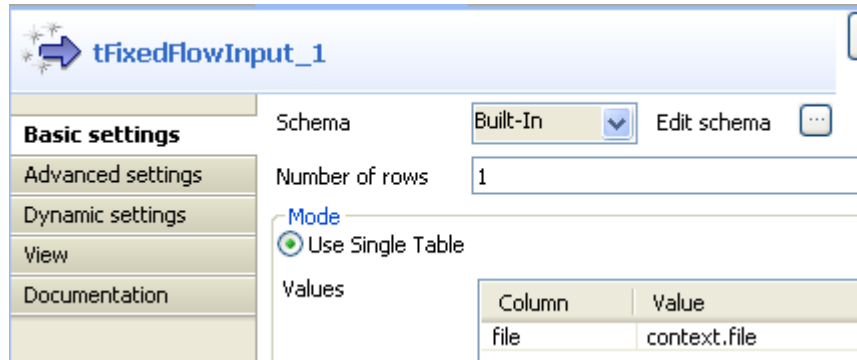 tFixedFlowInput_1
Basic settings
Advanced settings
Dynamic settings
View
Documentation
Schema Built-In Edit schema ...
Number of rows 1
Mode
Use Single Table
Values
Column Value
file context.file